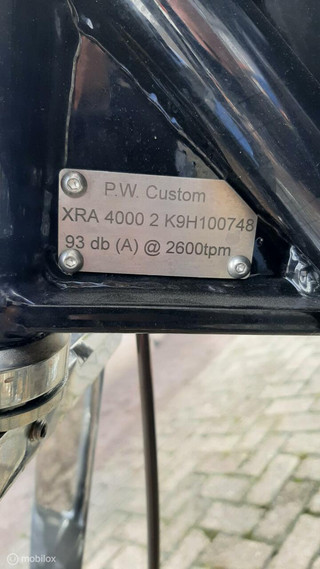 P.W. Custom
XRA 4000 2 K9H100748
93 db (A) @ 2600tpm
mobilox